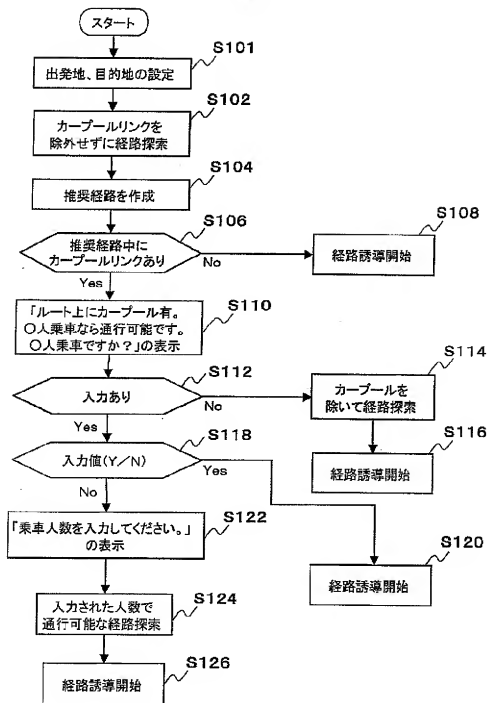 スタート
S101
出発地、目的地の設定
S102
カープールリンクを
除外せずに経路探索
S104
推奨経路を作成
S106
推奨経路中に
カープールリンクあり
No
Yes
S108
経路誘導開始
S110
「ルート上にカープール有。
〇人乗車なら通行可能です。
〇人乗車ですか？」の表示
S112
入力あり
No
Yes
S114
カープールを
除いて経路探索
S116
経路誘導開始
S118
入力値(Y／N)
Yes
No
S120
経路誘導開始
S122
「乗車人数を入力してください。」
の表示
S124
入力された人数で
通行可能な経路探索
S126
経路誘導開始